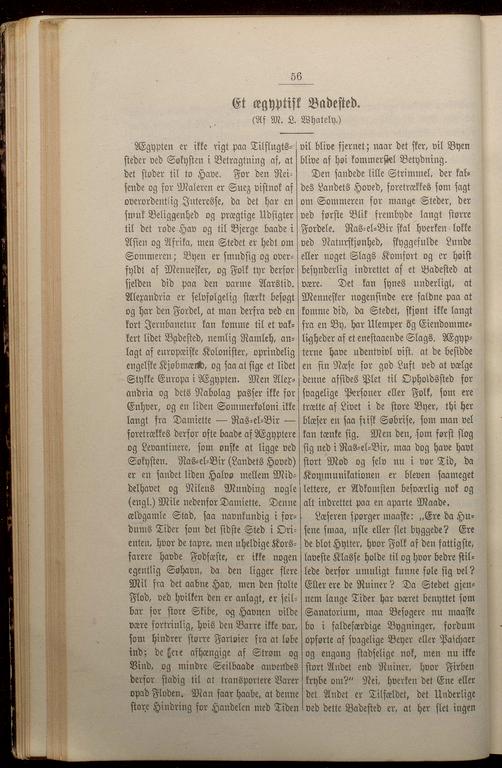 56
Et ægyptisk Badested.
(Af M. L. Whately.)
Ægypten er ikke rigt paa Tilflugts-
steder ved Søkysten i Betragtning af, at
det støder til to Have. For den Rei-
sende og for Maleren er Suez vistnok af
overordentlig Interesse, da det har en
smuk Beliggenhed og prægtige Udsigter
til det røde Hav og til Bjerge baade i
Asien og Afrika, men Stedet er hedt om
Sommeren; Byen er smudsig og over-
fyldt af Mennesker, og Folk tyr derfor
sjelden did paa den varme Aarstid.
Alexandria er selvfølgelig stærkt besøgt
og har den Fordel, at man derfra ved en
kort Jernbanetur kan komme til et vak-
kert lidet Badested, nemlig Ramleh, an-
lagt af europæiske Kolonister, oprindelig
engelske Kjøbmænd, og saa at sige et lidet
Stykke Europa i Ægypten. Men Alex-
andria og dets Nabolag passer ikke for
Enhver, og en liden Sommerkoloni ikke
langt fra Damiette — Ras-el-Bir —
foretrækkes derfor ofte baade af Ægyptere
og Levantinere, som ønske at ligge ved
Søkysten. Ras-el-Bir (Landets Hoved)
er en sandet liden Halvø mellem Mid-
delhavet og Nilens Munding nogle
(engl.) Mile nedenfor Damiette. Denne
ældgamle Stad, saa navnkundig i for-
dums Tider som det sidste Sted i Ori-
enten, hvor de tapre, men uheldige Kors-
farere havde Fodfæste, er ikke nogen
egentlig Søhavn, da den ligger flere
Mil fra det aabne Hav, men den stolte
Flod, ved hvilken den er anlagt, er seil-
bar for store Skibe, og Havnen vilde
være fortrinlig, hvis den Barre ikke var,
som hindrer større Fartøier fra at løbe
ind; de ere afhængige af Strøm og
Vind, og mindre Seilbaade anvendes
derfor stadig til at transportere Varer
opad Floden. Man faar haabe, at denne
store Hindring for Handelen med Tiden
vil blive fjernet; naar det sker, vil Byen
blive af høi kommersiel Betydning.
Den sandede lille Strimmel, der kal-
des Landets Hoved, foretrækkes som sagt
om Sommeren for mange Steder, der
ved første Blik frembyde langt større
Fordele. Ras-el-Bir skal hverken lokke
ved Naturskjønhed, skyggefulde Lunde
eller noget Slags Komfort og er høist
besynderlig indrettet af et Badested at
være. Det kan synes underligt, at
Mennesker nogensinde ere faldne paa at
komme did, da Stedet, skjønt ikke langt
fra en By, har Ulemper og Eiendomme-
ligheder af et enestaaende Slags. Ægyp-
terne have udentvivl vist, at de besidde
en fin Næse for god Luft ved at vælge
denne afsides Plet til Opholdssted for
svagelige Personer eller Folk, som ere
trætte af Livet i de store Byer, thi her
blæser en saa frisk Søbrise, som man vel
kan tænke sig. Men den, som først slog
sig ned i Ras-el-Bir, maa dog have havt
stort Mod og selv nu i vor Tid, da
Kommunikationen er bleven saameget
lettere, er Adkomsten besværlig nok og
alt indrettet paa en aparte Maade.
Læseren spørger maaske: „Ere da Hu-
sene smaa, usle eller slet byggede? Ere
de blot Hytter, hvor Folk af den fattigste,
laveste Klasse holde til og hvor bedre stil-
lede derfor umuligt kunne føle sig vel?
Eller ere de Ruiner? Da Stedet gjen-
nem lange Tider har været benyttet som
Sanatorium, maa Besøgere nu maaske
bo i faldefærdige Bygninger, fordum
opførte af svagelige Beyer eller Paschaer
og engang stadselige nok, men nu ikke
stort Andet end Ruiner, hvor Firben
krybe om?" Nei, hverken det Ene eller
det Andet er Tilfældet, det Underlige
ved dette Badested er, at her slet ingen